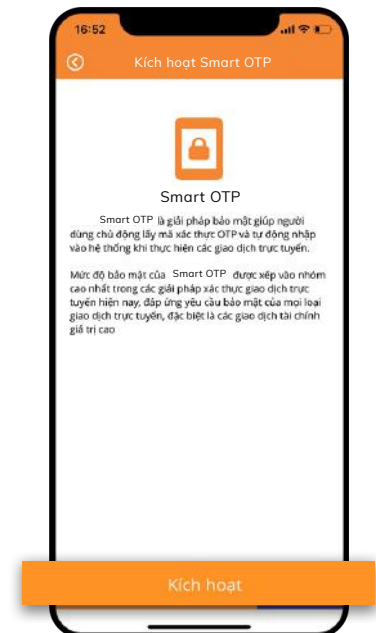 16:52
Kích hoạt Smart OTP
Smart OTP
Smart OTP là giải pháp bảo mật giúp người
dùng chủ động lấy mã xác thực OTP và tự động nhập
vào hệ thống khi thực hiện các giao dịch trực tuyến.
Mức độ bảo mật của Smart OTP được xếp vào nhóm
cao nhất trong các giải pháp xác thực giao dịch trực
tuyến hiện nay, đáp ứng yêu cầu bảo mật của mọi loại
giao dịch trực tuyến, đặc biệt là các giao dịch tài chính
giá trị cao
Kích hoạt